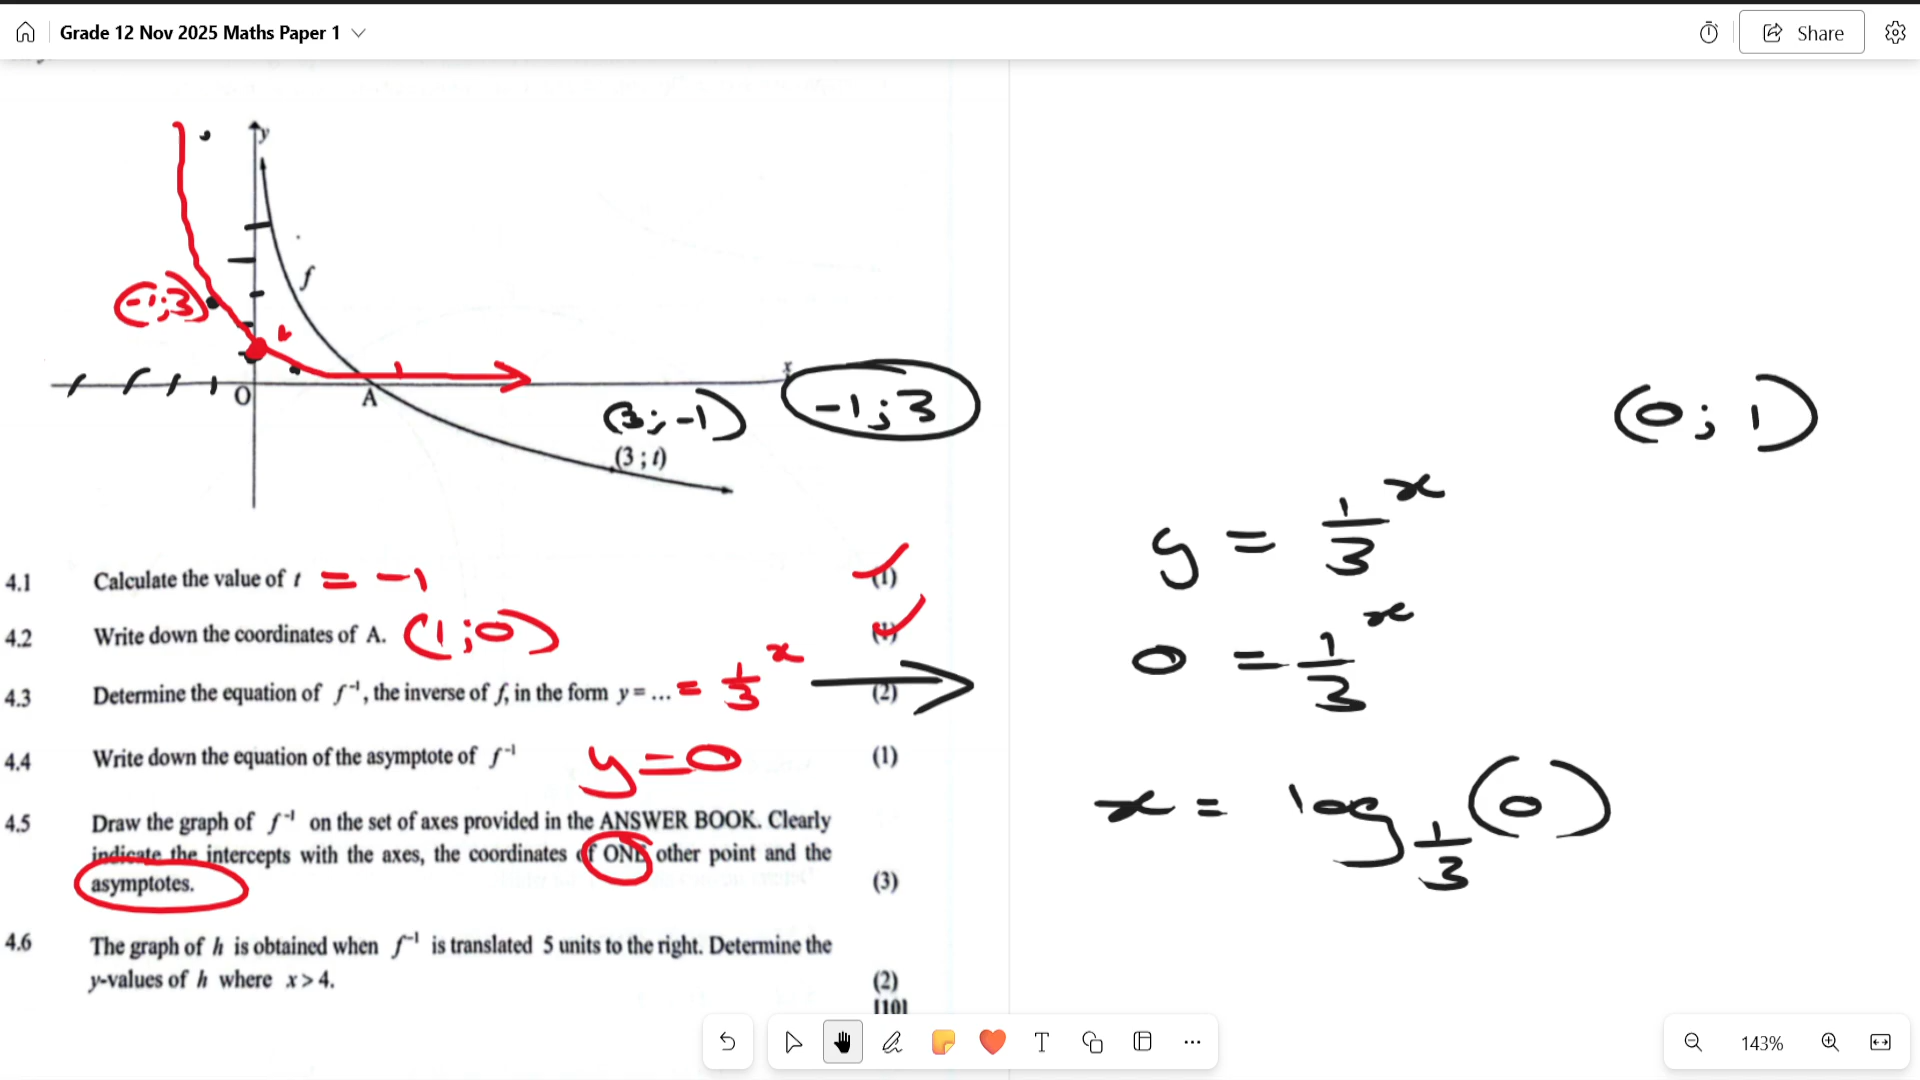 Grade 12 Nov 2025 Maths Paper 1
Share
y
f
(-1;3)
O
A
x
(3;-1)
-1;3
(3 ; t)
(0;1)
y = 1/3^x
0 = 1/3^x
x = log_1/3(0)
4.1 Calculate the value of t = -1 (1)
4.2 Write down the coordinates of A. (1;0) (1)
4.3 Determine the equation of f⁻¹, the inverse of f, in the form y = ... = 1/3^x (2)
4.4 Write down the equation of the asymptote of f⁻¹ y=0 (1)
4.5 Draw the graph of f⁻¹ on the set of axes provided in the ANSWER BOOK. Clearly
indicate the intercepts with the axes, the coordinates of ONE other point and the
asymptotes. (3)
4.6 The graph of h is obtained when f⁻¹ is translated 5 units to the right. Determine the
y-values of h where x > 4. (2)
[10]
T
143%